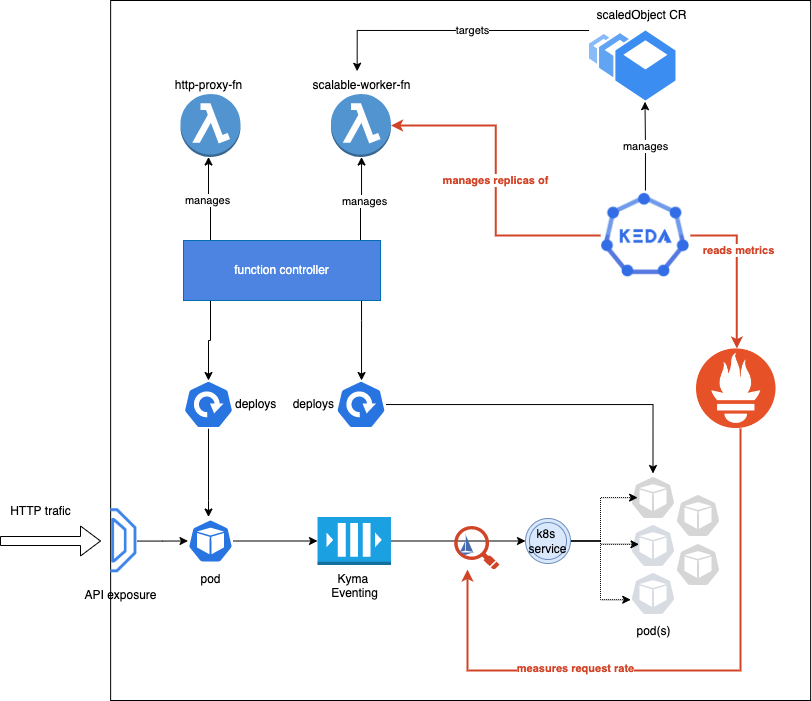 scaledObject CR
targets
http-proxy-fn
scalable-worker-fn
manages
manages replicas of
manages
manages
KEDA
reads metrics
function controller
deploys
deploys
HTTP trafic
k8s
service
API exposure
pod
Kyma
Eventing
pod(s)
measures request rate